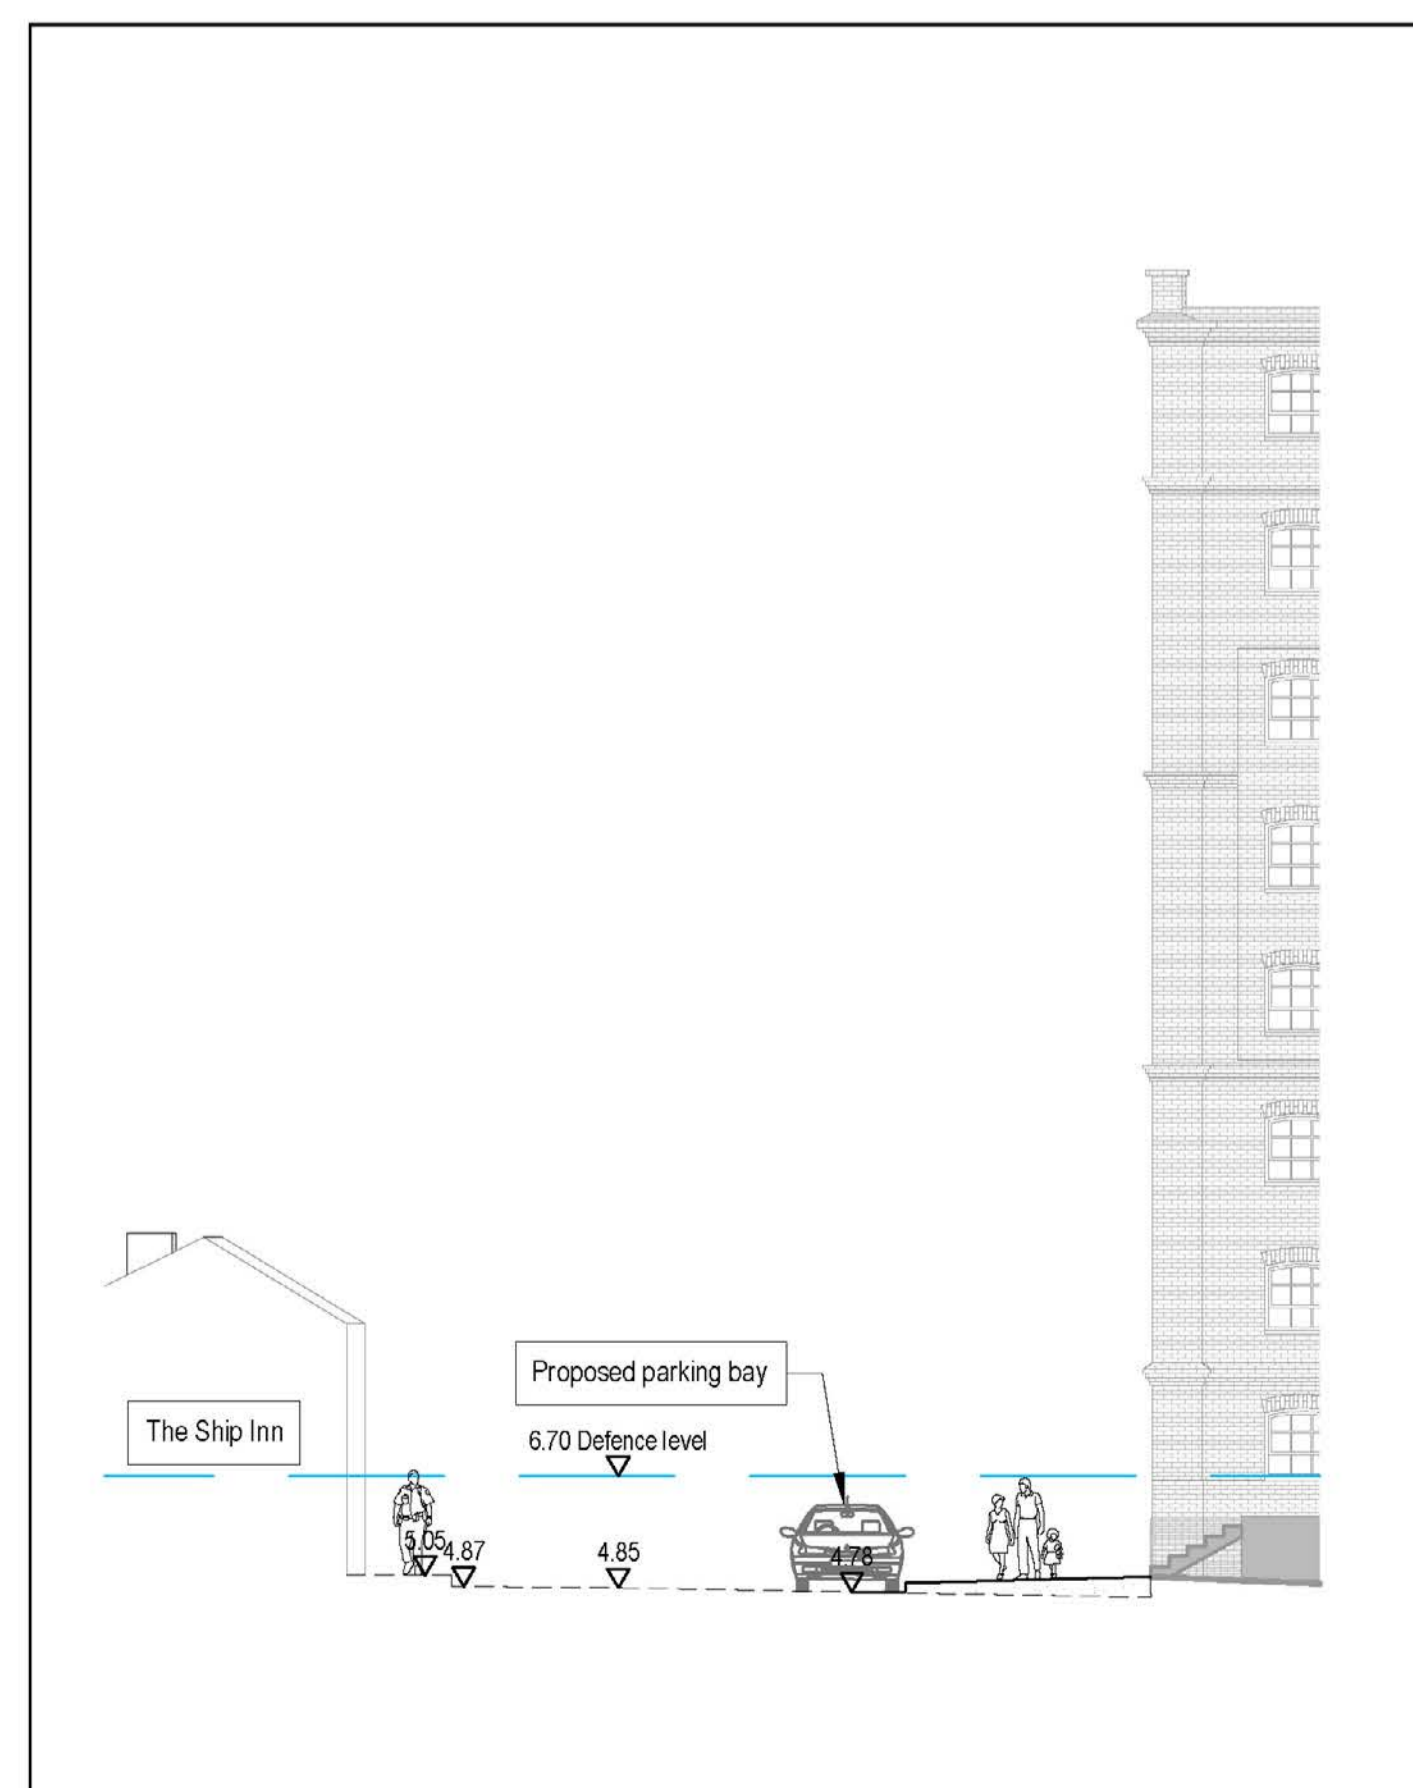 Proposed parking bay
The Ship Inn
6.70 Defence level
5.05
4.87
4.85
4.78